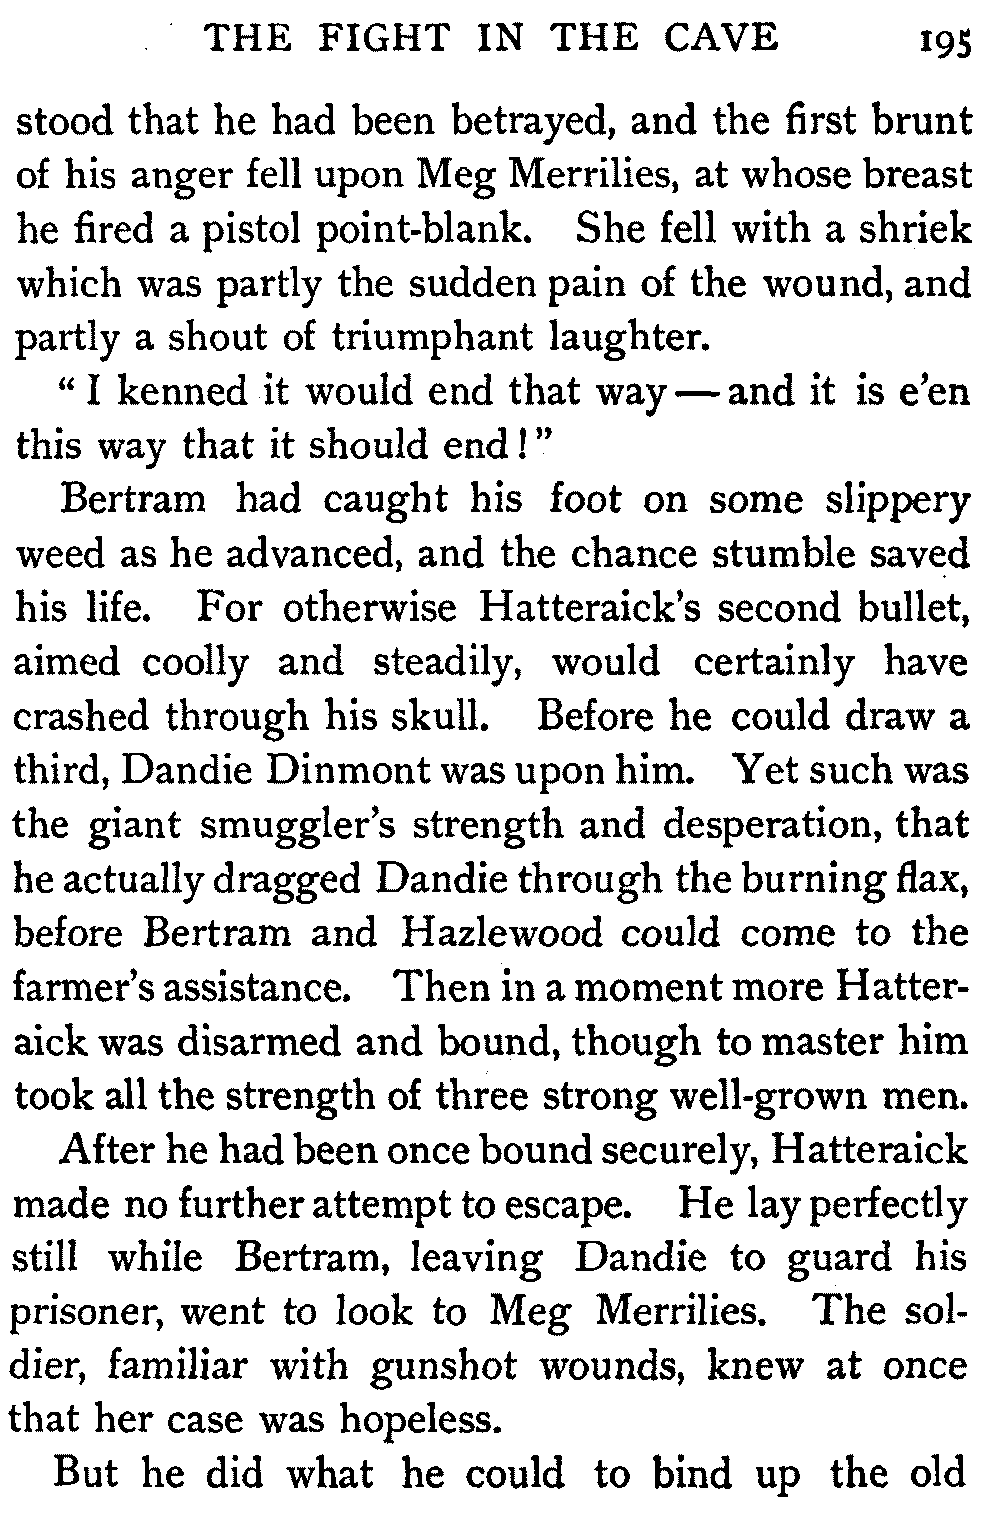 THE FIGHT IN THE CAVE 195
stood that he had been betrayed, and the first brunt
of his anger fell upon Meg Merrilies, at whose breast
he fired a pistol point-blank. She fell with a shriek
which was partly the sudden pain of the wound, and
partly a shout of triumphant laughter.
“ I kenned it would end that way — and it is e’en
this way that it should end ! ”
Bertram had caught his foot on some slippery
weed as he advanced, and the chance stumble saved
his life. For otherwise Hatteraick’s second bullet,
aimed coolly and steadily, would certainly have
crashed through his skull. Before he could draw a
third, Dandie Dinmont was upon him. Yet such was
the giant smuggler’s strength and desperation, that
he actually dragged Dandie through the burning flax,
before Bertram and Hazlewood could come to the
farmer’s assistance. Then in a moment more Hatter-
aick was disarmed and bound, though to master him
took all the strength of three strong well-grown men.
After he had been once bound securely, Hatteraick
made no further attempt to escape. He lay perfectly
still while Bertram, leaving Dandie to guard his
prisoner, went to look to Meg Merrilies. The sol-
dier, familiar with gunshot wounds, knew at once
that her case was hopeless.
But he did what he could to bind up the old